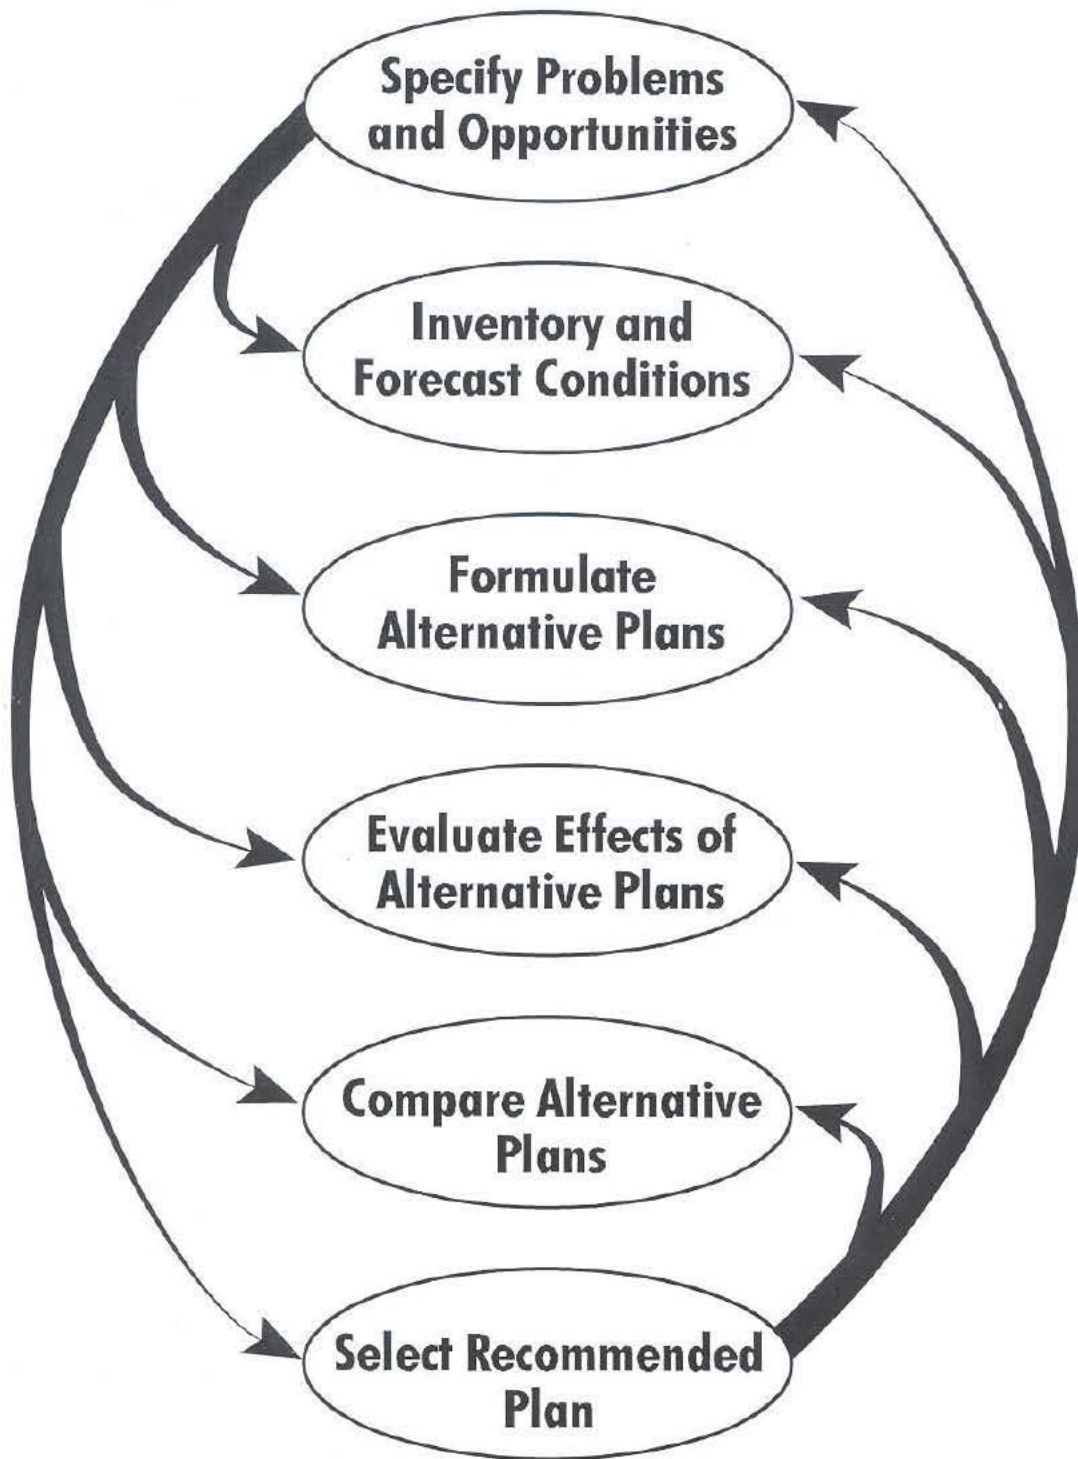 Specify Problems
and Opportunities
Inventory and
Forecast Conditions
Formulate
Alternative Plans
Evaluate Effects of
Alternative Plans
Compare Alternative
Plans
Select Recommended
Plan